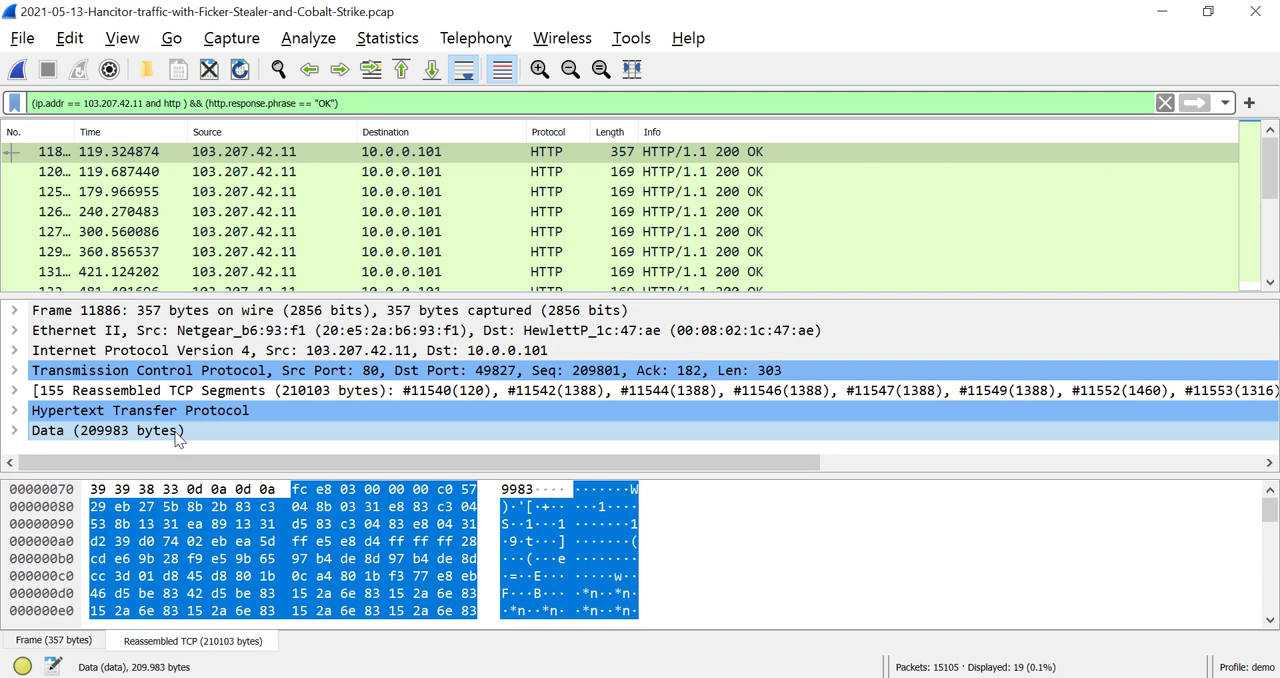 2021-05-13-Hancitor-traffic-with-Ficker-Stealer-and-Cobalt-Strike.pcap
File Edit View Go Capture Analyze Statistics Telephony Wireless Tools Help
(ip.addr == 103.207.42.11 and http ) && (http.response.phrase == "OK")
No. Time Source Destination Protocol Length Info
118… 119.324874 103.207.42.11 10.0.0.101 HTTP 357 HTTP/1.1 200 OK
120… 119.687440 103.207.42.11 10.0.0.101 HTTP 169 HTTP/1.1 200 OK
125… 179.966955 103.207.42.11 10.0.0.101 HTTP 169 HTTP/1.1 200 OK
126… 240.270483 103.207.42.11 10.0.0.101 HTTP 169 HTTP/1.1 200 OK
127… 300.560086 103.207.42.11 10.0.0.101 HTTP 169 HTTP/1.1 200 OK
129… 360.856537 103.207.42.11 10.0.0.101 HTTP 169 HTTP/1.1 200 OK
131… 421.124202 103.207.42.11 10.0.0.101 HTTP 169 HTTP/1.1 200 OK
103.207.42.11 10.0.0.101 HTTP 169 HTTP/1.1 200 OK
Frame 11886: 357 bytes on wire (2856 bits), 357 bytes captured (2856 bits)
Ethernet II, Src: Netgear_b6:93:f1 (20:e5:2a:b6:93:f1), Dst: HewlettP_1c:47:ae (00:08:02:1c:47:ae)
Internet Protocol Version 4, Src: 103.207.42.11, Dst: 10.0.0.101
Transmission Control Protocol, Src Port: 80, Dst Port: 49827, Seq: 209801, Ack: 182, Len: 303
[155 Reassembled TCP Segments (210103 bytes): #11540(120), #11542(1388), #11544(1388), #11546(1388), #11547(1388), #11549(1388), #11552(1460), #11553(1316)
Hypertext Transfer Protocol
Data (209983 bytes)
00000070 39 39 38 33 0d 0a 0d 0a fc e8 03 00 00 00 c0 57 9983···· ·······W
00000080 29 eb 27 5b 8b 2b 83 c3 04 8b 03 31 e8 83 c3 04 )·'[·+·· ···1····
00000090 53 8b 13 31 ea 89 13 31 d5 83 c3 04 83 e8 04 31 S··1···1 ·······1
000000a0 d2 39 d0 74 02 eb ea 5d ff e5 e8 d4 ff ff ff 28 ·9·t···] ·······(
000000b0 cd e6 9b 28 f9 e5 9b 65 97 b4 de 8d 97 b4 de 8d ···(···e ········
000000c0 cc 3d 01 d8 45 d8 80 1b 0c a4 80 1b f3 77 e8 eb ·=··E··· ·····w··
000000d0 46 d5 be 83 42 d5 be 83 15 2a 6e 83 15 2a 6e 83 F···B··· ·*n··*n·
000000e0 15 2a 6e 83 15 2a 6e 83 15 2a 6e 83 15 2a 6e 83 ·*n··*n· ·*n··*n·
Frame (357 bytes) Reassembled TCP (210103 bytes)
Data (data), 209.983 bytes Packets: 15105 · Displayed: 19 (0.1%) Profile: demo